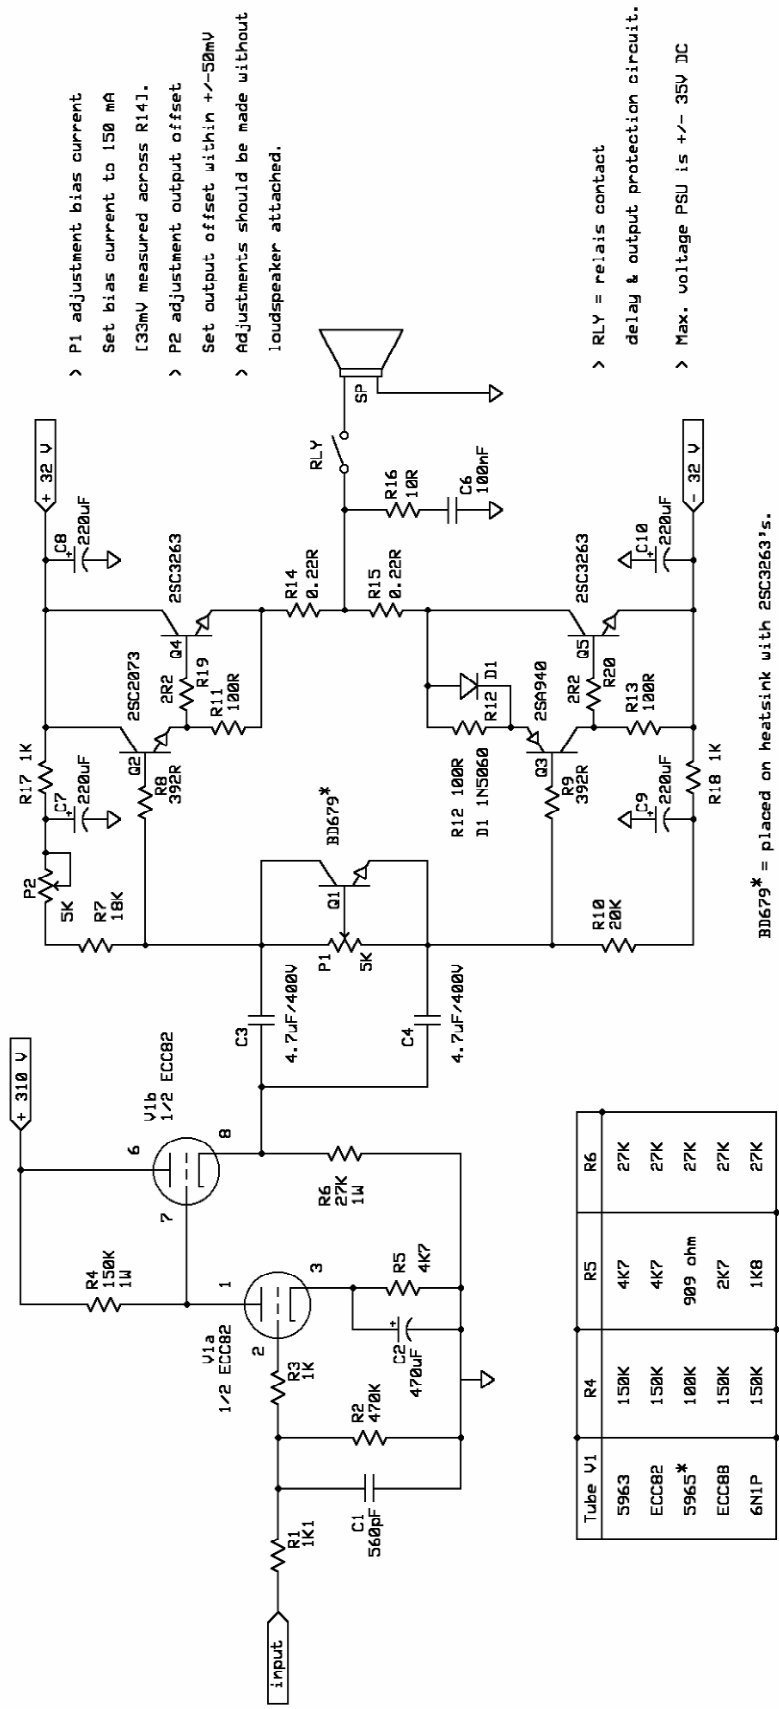 > P1 adjustment bias current
Set bias current to 150 mA
[33mV measured across R14].
> P2 adjustment output offset
Set output offset within +/-50mV
> Adjustments should be made without
loudspeaker attached.
> RLY = relais contact
delay & output protection circuit.
> Max. voltage PSU is +/- 35V DC
+ 310 V
+ 32 V
- 32 V
input
R1
1K1
C1
560pF
R2
470K
R3
1K
V1a
1/2 ECC82
2
1
3
R4
150K
1W
C2
470uF
R5
4K7
V1b
1/2 ECC82
6
7
8
R6
27K
1W
C3
4.7uF/400V
C4
4.7uF/400V
P2
5K
R7
18K
P1
5K
Q1
BD679*
R10
20K
R17 1K
C7
220uF
R8
392R
Q2
2SC2073
R11
100R
2R2
R19
Q4
2SC3263
C8
220uF
R14
0.22R
R15
0.22R
RLY
SP
R16
10R
C6
100nF
R12 100R
D1 1N5060
R12
D1
Q3
2SA940
R9
392R
2R2
R20
R13
100R
Q5
2SC3263
C9
220uF
R18 1K
C10
220uF
BD679* = placed on heatsink with 2SC3263's.
Tube V1 R4 R5 R6
5963 150K 4K7 27K
ECC82 150K 4K7 27K
5965* 100K 909 ohm 27K
ECC88 150K 2K7 27K
6N1P 150K 1K8 27K